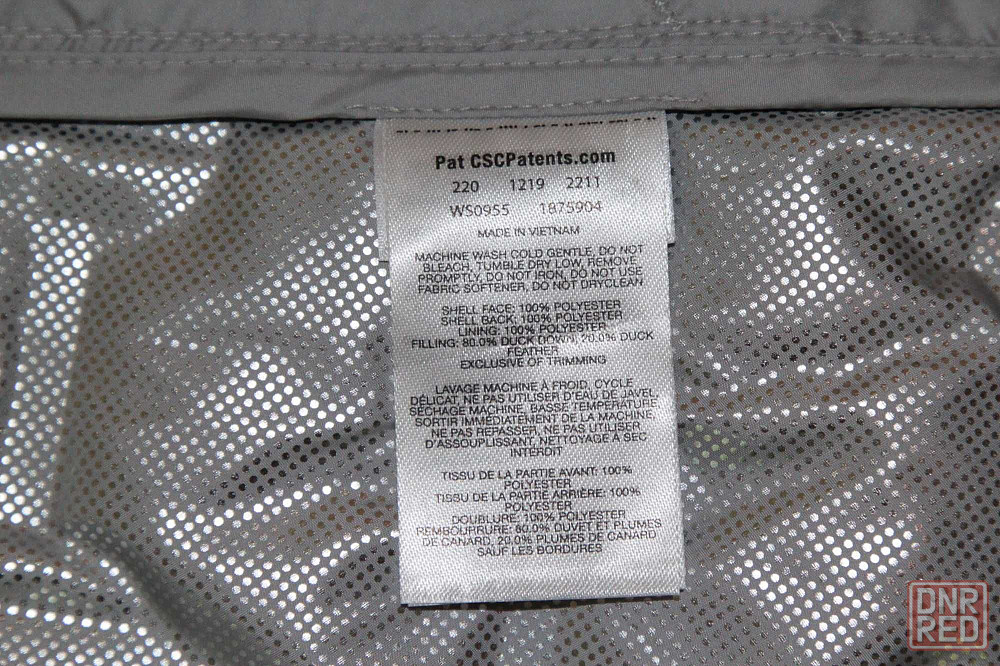 Pat CSCPatents.com
220 1219 2211
WS0955 1875904
MADE IN VIETNAM
MACHINE WASH COLD GENTLE, DO NOT
BLEACH, TUMBLE DRY LOW, REMOVE
PROMPTLY, DO NOT IRON, DO NOT USE
FABRIC SOFTENER, DO NOT DRYCLEAN
SHELL FACE: 100% POLYESTER
SHELL BACK: 100% POLYESTER
LINING: 100% POLYESTER
FILLING: 80.0% DUCK DOWN, 20.0% DUCK
FEATHER
EXCLUSIVE OF TRIMMING
LAVAGE MACHINE À FROID, CYCLE
DÉLICAT, NE PAS UTILISER D'EAU DE JAVEL,
SÉCHAGE MACHINE, BASSE TEMPÉRATURE,
SORTIR IMMÉDIATEMENT DE LA MACHINE,
NE PAS REPASSER, NE PAS UTILISER
D'ASSOUPLISSANT, NETTOYAGE A SEC
INTERDIT
TISSU DE LA PARTIE AVANT: 100%
POLYESTER
TISSU DE LA PARTIE ARRIÈRE: 100%
POLYESTER
DOUBLURE: 100% POLYESTER
REMBOURRURE: 80.0% DUVET ET PLUMES
DE CANARD, 20.0% PLUMES DE CANARD
SAUF LES BORDURES
DNR
RED